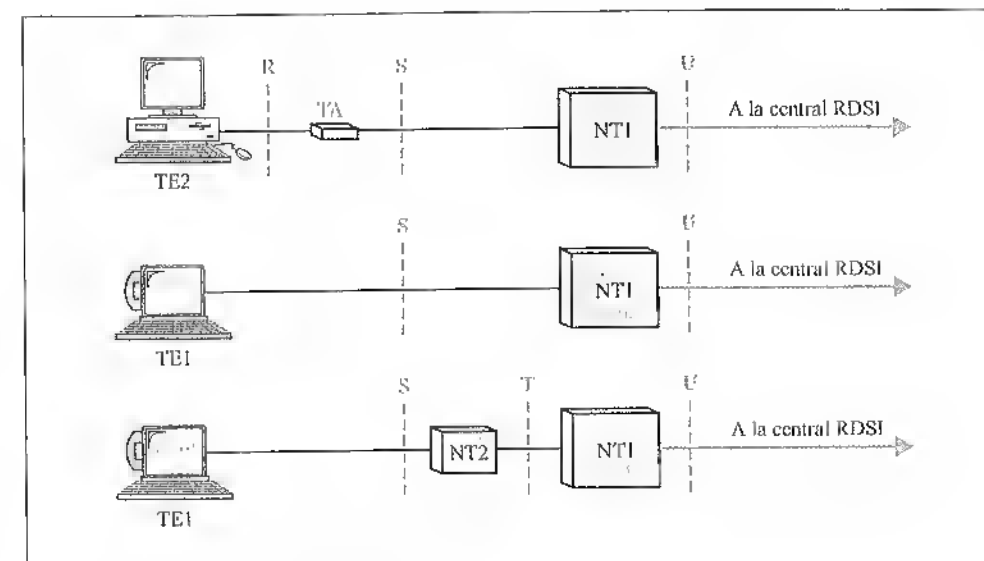 R S U
TA
NT1
A la central RDSI
TE2
S U
NT1
A la central RDSI
TE1
S T U
NT2
NT1
A la central RDSI
TE1